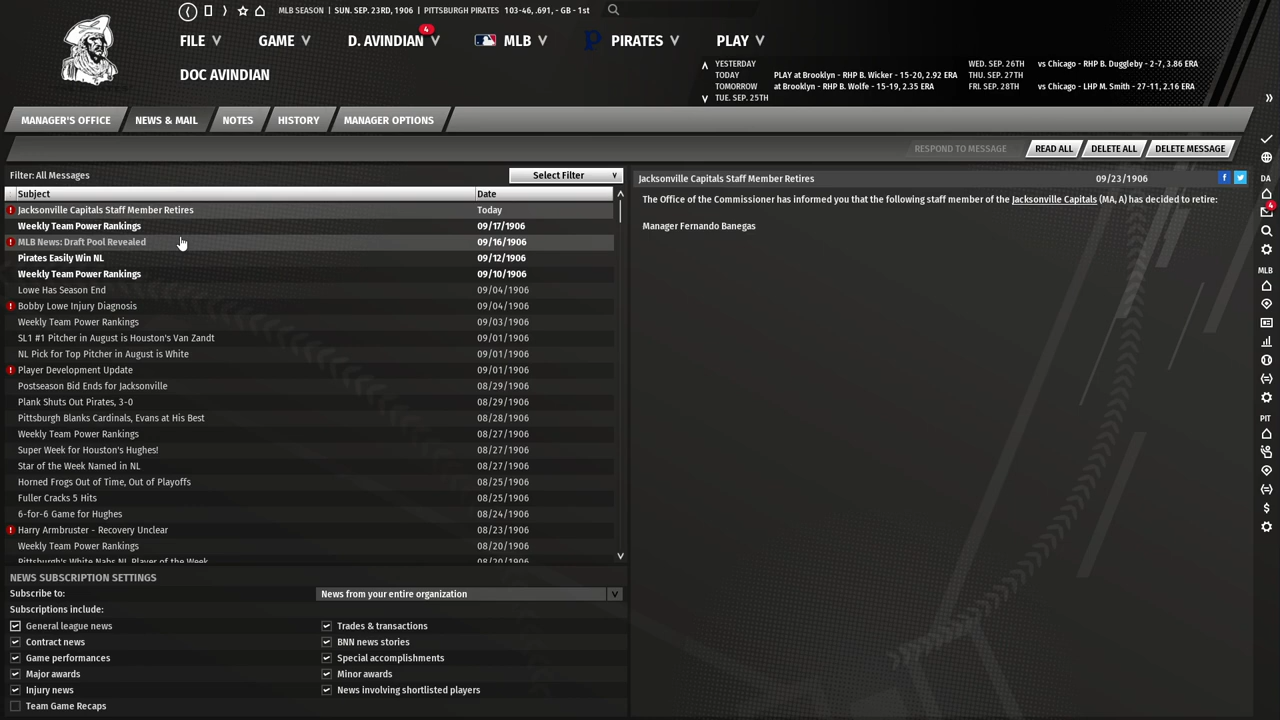 MLB SEASON | SUN. SEP. 23RD, 1906 | PITTSBURGH PIRATES 103-46, .691, - GB - 1st
FILE GAME D. AVINDIAN 4 MLB PIRATES PLAY
DOC AVINDIAN
YESTERDAY
TODAY PLAY at Brooklyn - RHP B. Wicker - 15-20, 2.92 ERA
TOMORROW at Brooklyn - RHP B. Wolfe - 15-19, 2.35 ERA
TUE. SEP. 25TH
WED. SEP. 26TH vs Chicago - RHP B. Duggleby - 2-7, 3.86 ERA
THU. SEP. 27TH
FRI. SEP. 28TH vs Chicago - LHP M. Smith - 27-11, 2.16 ERA
MANAGER'S OFFICE NEWS & MAIL NOTES HISTORY MANAGER OPTIONS
RESPOND TO MESSAGE READ ALL DELETE ALL DELETE MESSAGE
Filter: All Messages Select Filter
Subject Date
Jacksonville Capitals Staff Member Retires Today
Weekly Team Power Rankings 09/17/1906
MLB News: Draft Pool Revealed 09/16/1906
Pirates Easily Win NL 09/12/1906
Weekly Team Power Rankings 09/10/1906
Lowe Has Season End 09/04/1906
Bobby Lowe Injury Diagnosis 09/04/1906
Weekly Team Power Rankings 09/03/1906
SL1 #1 Pitcher in August is Houston's Van Zandt 09/01/1906
NL Pick for Top Pitcher in August is White 09/01/1906
Player Development Update 09/01/1906
Postseason Bid Ends for Jacksonville 08/29/1906
Plank Shuts Out Pirates, 3-0 08/29/1906
Pittsburgh Blanks Cardinals, Evans at His Best 08/28/1906
Weekly Team Power Rankings 08/27/1906
Super Week for Houston's Hughes! 08/27/1906
Star of the Week Named in NL 08/27/1906
Horned Frogs Out of Time, Out of Playoffs 08/25/1906
Fuller Cracks 5 Hits 08/25/1906
6-for-6 Game for Hughes 08/24/1906
Harry Armbruster - Recovery Unclear 08/23/1906
Weekly Team Power Rankings 08/20/1906
Pittsburgh's White Nabs NL Player of the Week 08/20/1906
NEWS SUBSCRIPTION SETTINGS
Subscribe to: News from your entire organization
Subscriptions include:
General league news Trades & transactions
Contract news BNN news stories
Game performances Special accomplishments
Major awards Minor awards
Injury news News involving shortlisted players
Team Game Recaps
Jacksonville Capitals Staff Member Retires 09/23/1906
The Office of the Commissioner has informed you that the following staff member of the Jacksonville Capitals (MA, A) has decided to retire:
Manager Fernando Banegas
DA
4
MLB
PIT